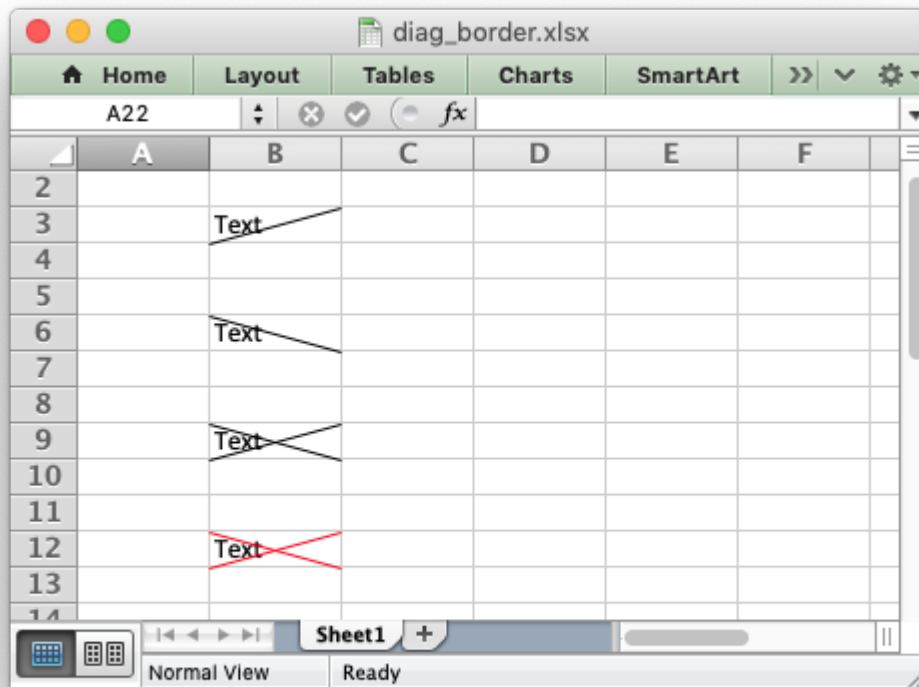 diag_border.xlsx
Home Layout Tables Charts SmartArt
A22 fx
A B C D E F
2
3 Text
4
5
6 Text
7
8
9 Text
10
11
12 Text
13
14
Sheet1 +
Normal View Ready